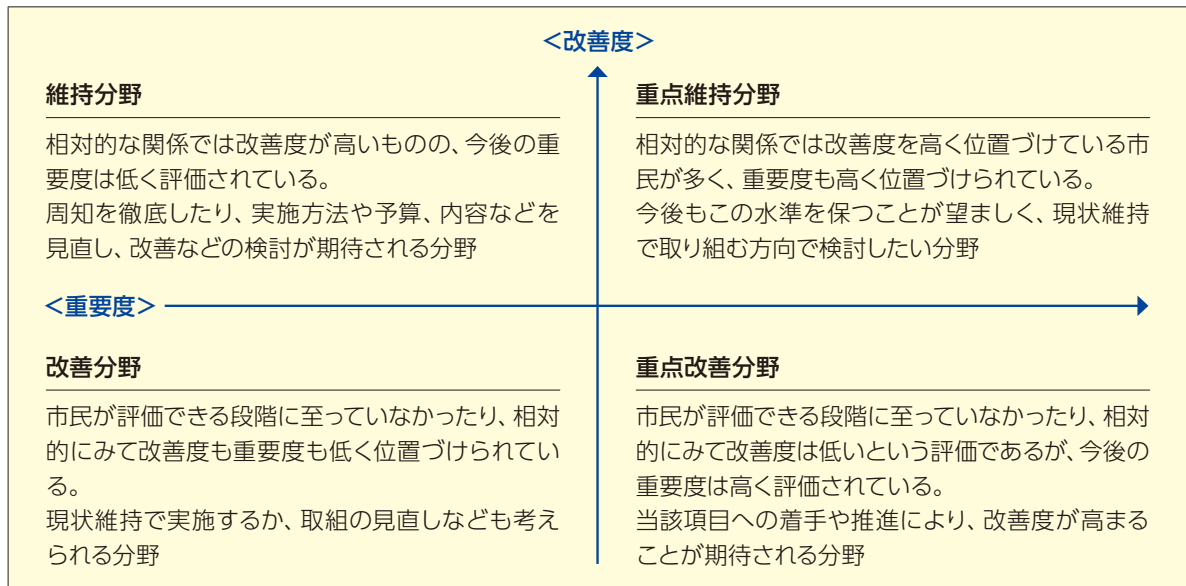 <改善度>
維持分野
相対的な関係では改善度が高いものの、今後の重
要度は低く評価されている。
周知を徹底したり、実施方法や予算、内容などを
見直し、改善などの検討が期待される分野
重点維持分野
相対的な関係では改善度を高く位置づけている市
民が多く、重要度も高く位置づけられている。
今後もこの水準を保つことが望ましく、現状維持
で取り組む方向で検討したい分野
<重要度>
改善分野
市民が評価できる段階に至っていなかったり、相対
的にみて改善度も重要度も低く位置づけられてい
る。
現状維持で実施するか、取組の見直しなども考え
られる分野
重点改善分野
市民が評価できる段階に至っていなかったり、相対
的にみて改善度は低いという評価であるが、今後の
重要度は高く評価されている。
当該項目への着手や推進により、改善度が高まる
ことが期待される分野